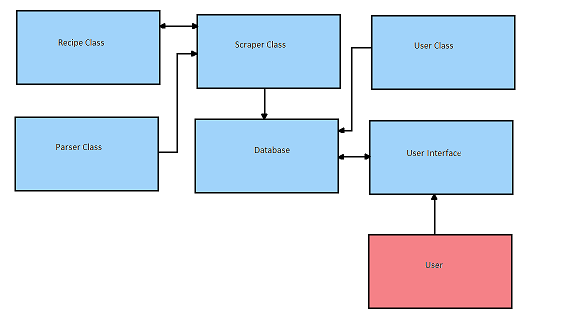 Recipe Class
Scraper Class
User Class
Parser Class
Database
User Interface
User